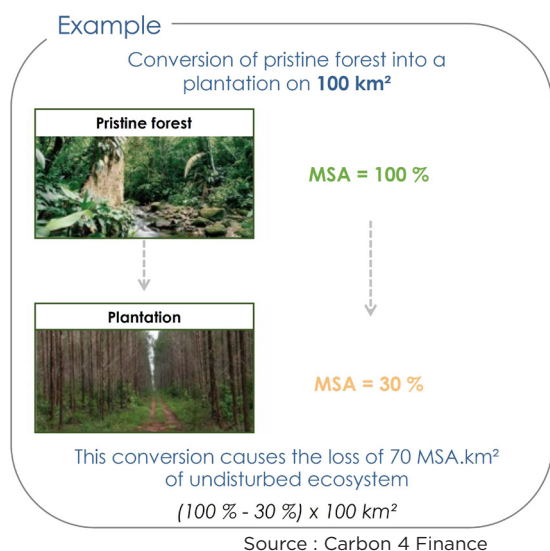 Example
Conversion of pristine forest into a
plantation on 100 km²
Pristine forest
MSA = 100 %
Plantation
MSA = 30 %
This conversion causes the loss of 70 MSA.km²
of undisturbed ecosystem
(100 % - 30 %) x 100 km²
Source : Carbon 4 Finance